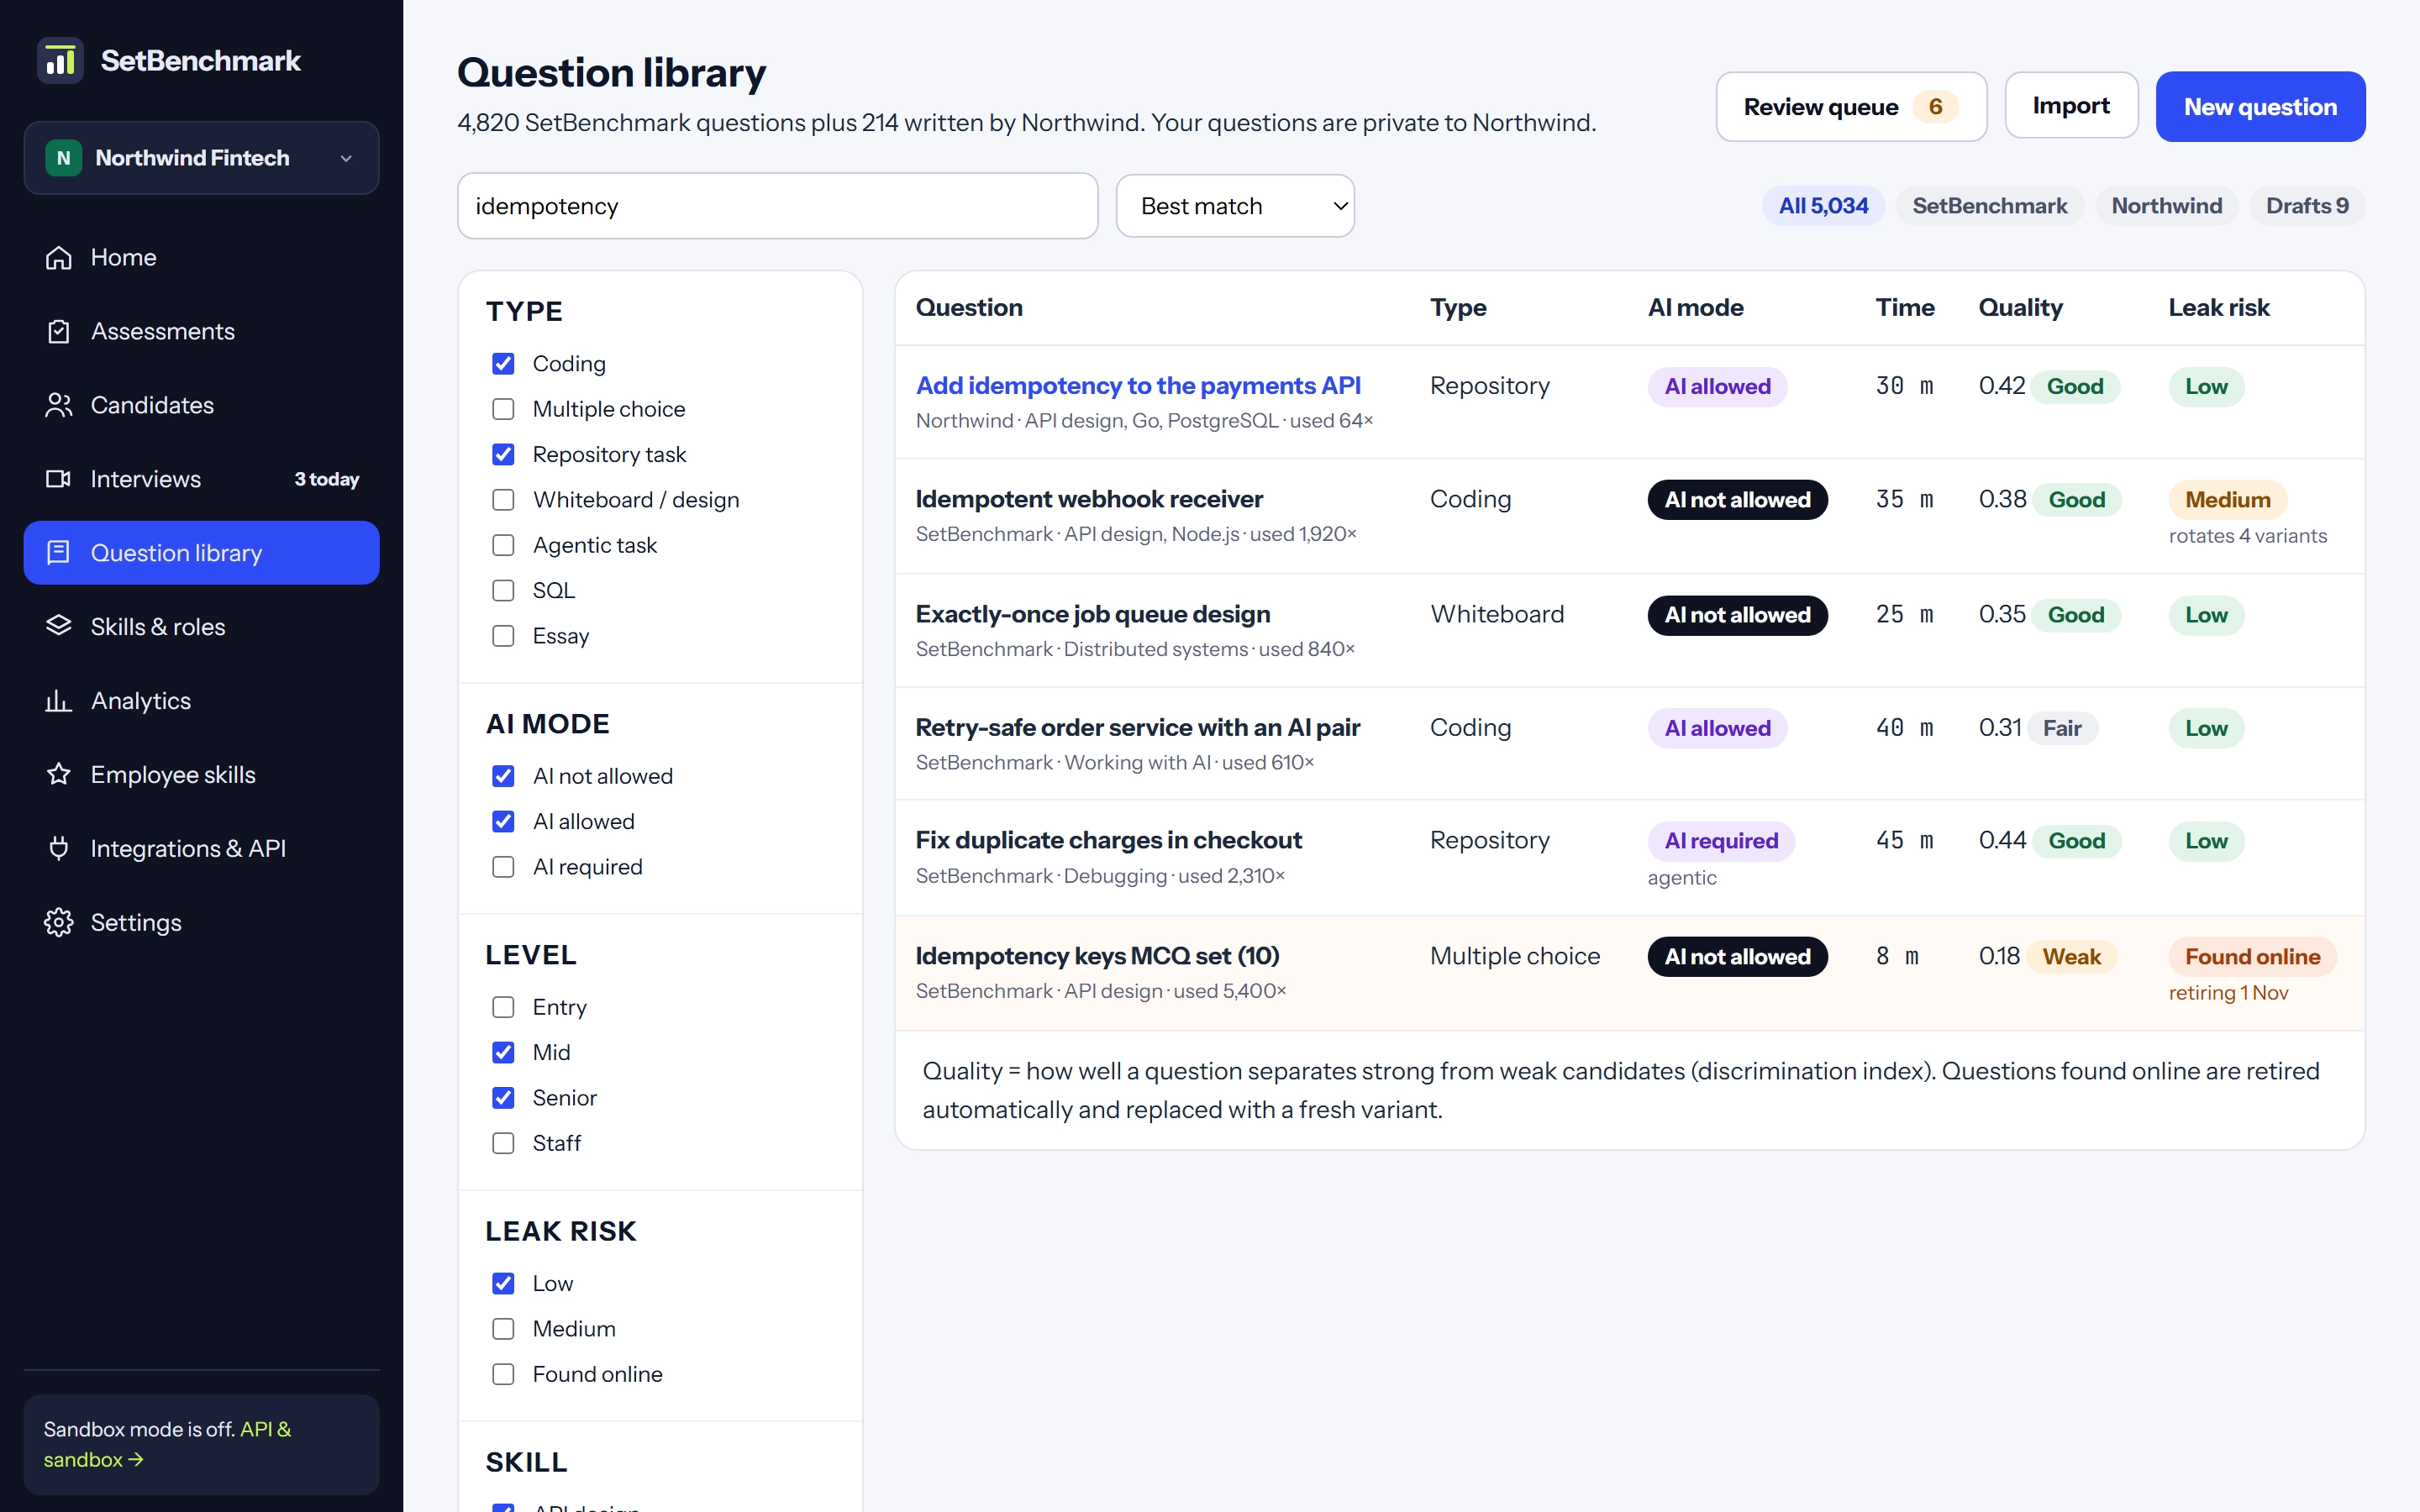 SetBenchmark
N Northwind Fintech
Home
Assessments
Candidates
Interviews 3 today
Question library
Skills & roles
Analytics
Employee skills
Integrations & API
Settings
Sandbox mode is off. API &
sandbox →
Question library
4,820 SetBenchmark questions plus 214 written by Northwind. Your questions are private to Northwind.
Review queue 6
Import
New question
idempotency
Best match
All 5,034
SetBenchmark
Northwind
Drafts 9
TYPE
Coding
Multiple choice
Repository task
Whiteboard / design
Agentic task
SQL
Essay
AI MODE
AI not allowed
AI allowed
AI required
LEVEL
Entry
Mid
Senior
Staff
LEAK RISK
Low
Medium
Found online
SKILL
API design
Question Type AI mode Time Quality Leak risk
Add idempotency to the payments API Repository AI allowed 30 m 0.42 Good Low
Northwind · API design, Go, PostgreSQL · used 64×
Idempotent webhook receiver Coding AI not allowed 35 m 0.38 Good Medium
SetBenchmark · API design, Node.js · used 1,920× rotates 4 variants
Exactly-once job queue design Whiteboard AI not allowed 25 m 0.35 Good Low
SetBenchmark · Distributed systems · used 840×
Retry-safe order service with an AI pair Coding AI allowed 40 m 0.31 Fair Low
SetBenchmark · Working with AI · used 610×
Fix duplicate charges in checkout Repository AI required 45 m 0.44 Good Low
SetBenchmark · Debugging · used 2,310× agentic
Idempotency keys MCQ set (10) Multiple choice AI not allowed 8 m 0.18 Weak Found online
SetBenchmark · API design · used 5,400× retiring 1 Nov
Quality = how well a question separates strong from weak candidates (discrimination index). Questions found online are retired
automatically and replaced with a fresh variant.